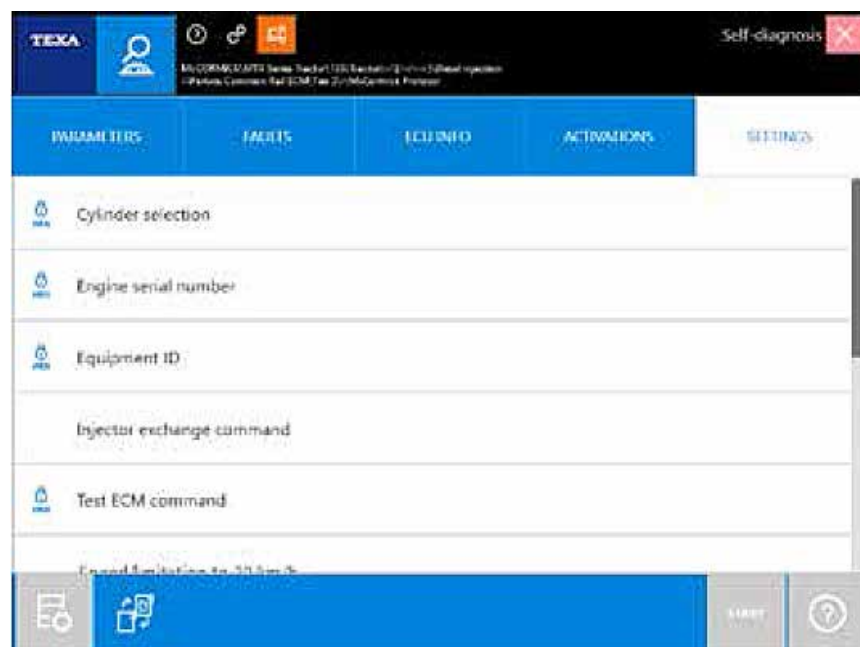 TEXA
Self-diagnosis
PARAMETERS
FAULTS
ECU INFO
ACTIVATIONS
SETTINGS
Cylinder selection
Engine serial number
Equipment ID
Injector exchange command
Test ECM command
START